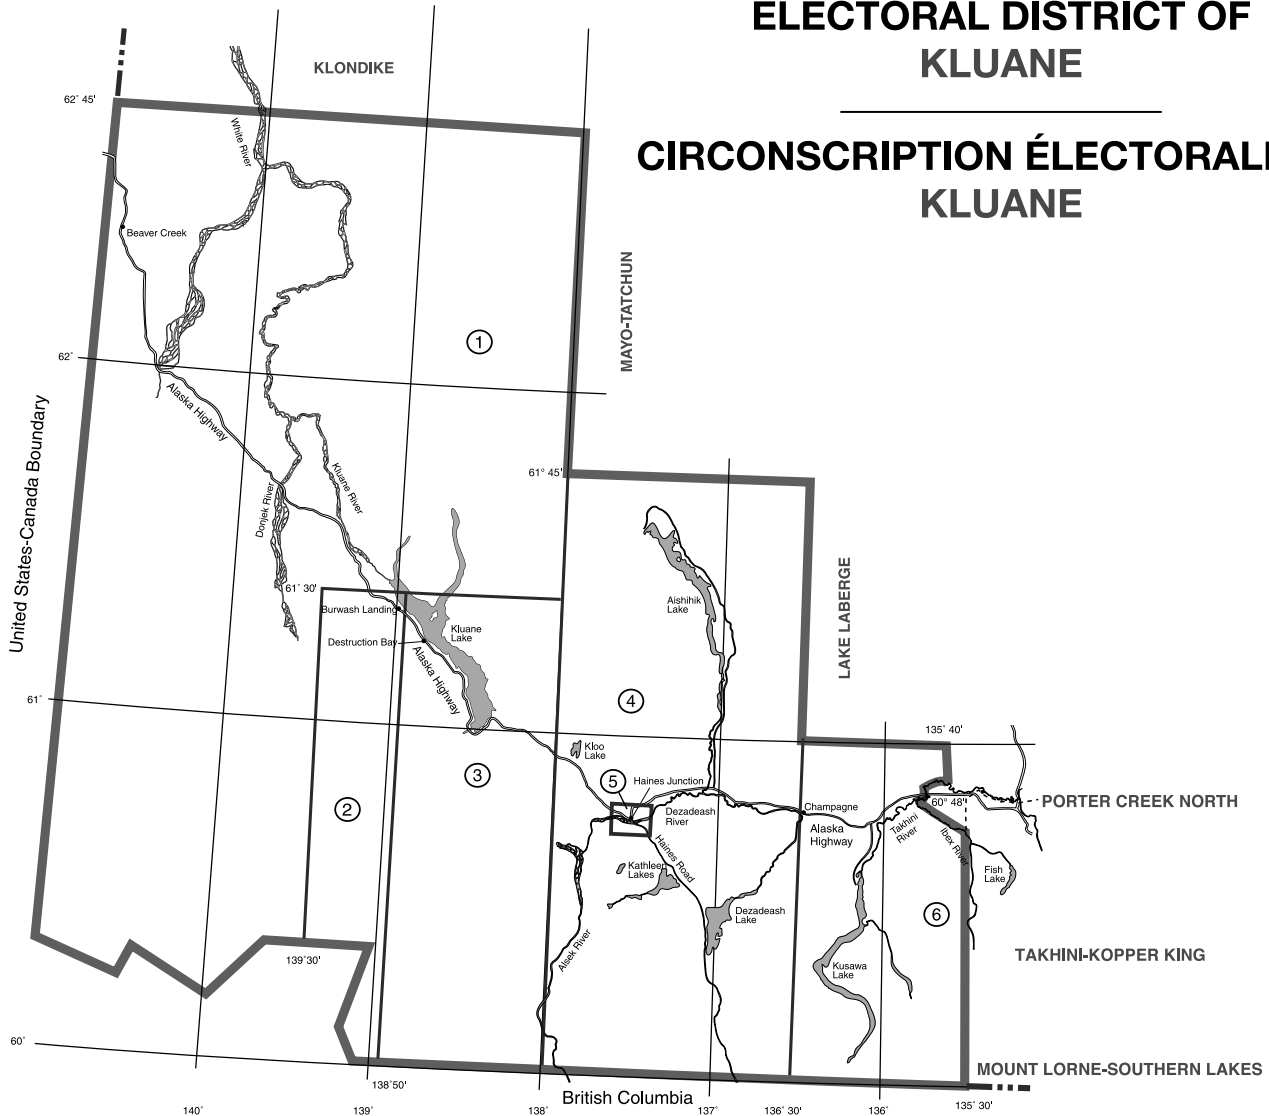 ELECTORAL DISTRICT OF
KLUANE
CIRCONSCRIPTION ÉLECTORALE
KLUANE
KLONDIKE
62° 45'
White River
Beaver Creek
MAYO-TATCHUN
1
62°
Alaska Highway
United States-Canada Boundary
61° 45'
Kluane River
Donjek River
61° 30'
Burwash Landing
Destruction Bay
Kluane
Lake
Alaska Highway
Aishihik
Lake
LAKE LABERGE
61°
4
135° 40'
Kloo
Lake
3
5
Haines Junction
2
Dezadeash
River
Champagne
Alaska
Highway
60° 48'
PORTER CREEK NORTH
Takhini
River
Ibex River
Haines Road
Kathleen
Lakes
Fish
Lake
Dezadeash
Lake
6
Alsek River
139° 30'
Kusawa
Lake
TAKHINI-KOPPER KING
60°
MOUNT LORNE-SOUTHERN LAKES
138° 50'
British Columbia
140°
139°
138°
137°
136° 30'
136°
135° 30'